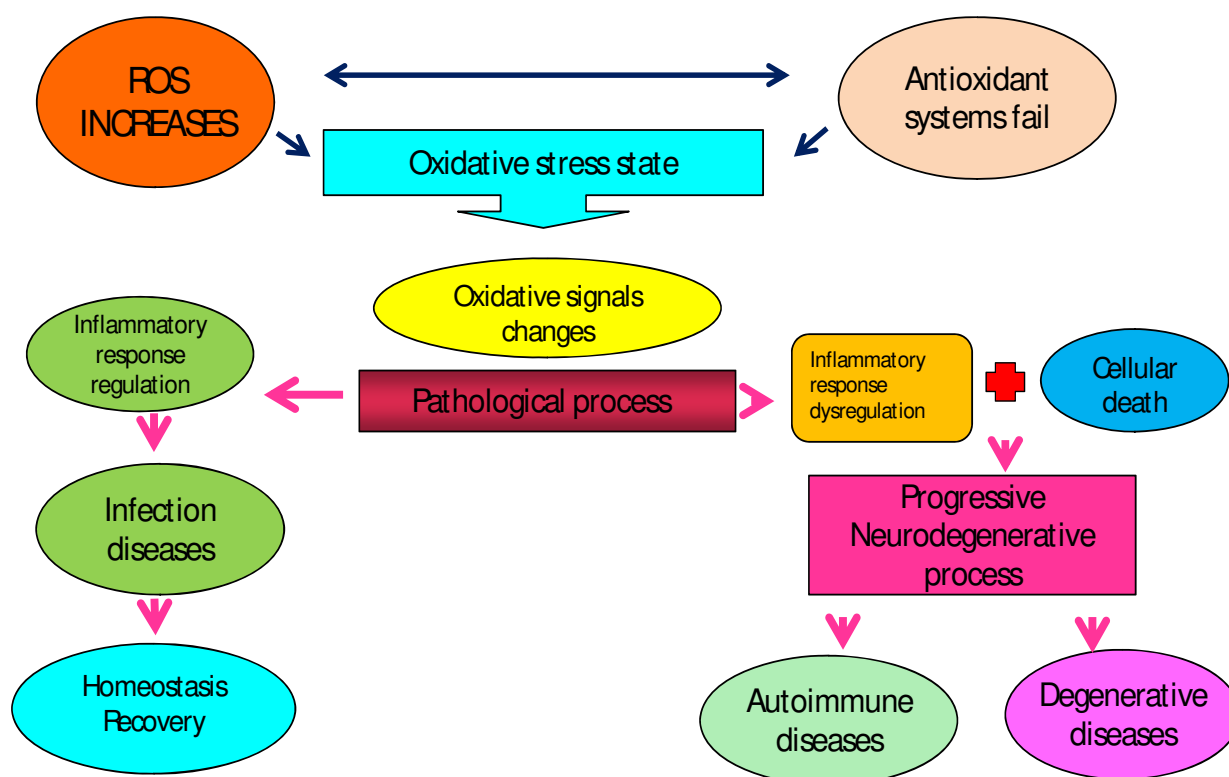 ROS
INCREASES
Antioxidant
systems fail
Oxidative stress state
Oxidative signals
changes
Inflammatory
response
regulation
Pathological process
Inflammatory
response
dysregulation
Cellular
death
Infection
diseases
Progressive
Neurodegenerative
process
Homeostasis
Recovery
Autoimmune
diseases
Degenerative
diseases